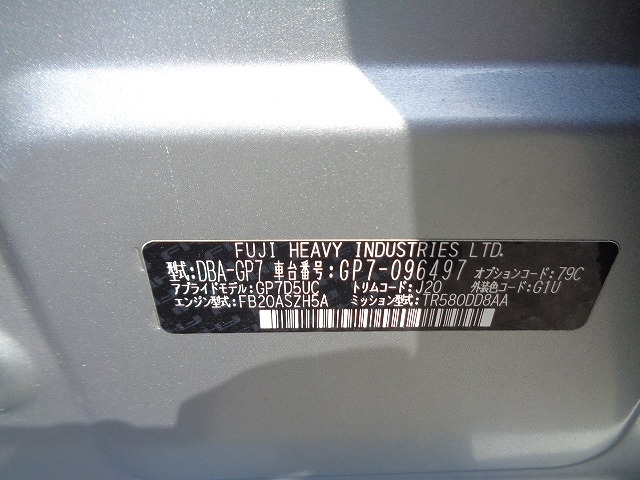 FUJI HEAVY INDUSTRIES LTD.
型式:DBA-GP7 車台番号:GP7-096497 オプションコード:79C
アプライドモデル:GP7D5UC トリムコード:J20 外装色コード:G1U
エンジン型式:FB20ASZH5A ミッション型式:TR580DD8AA